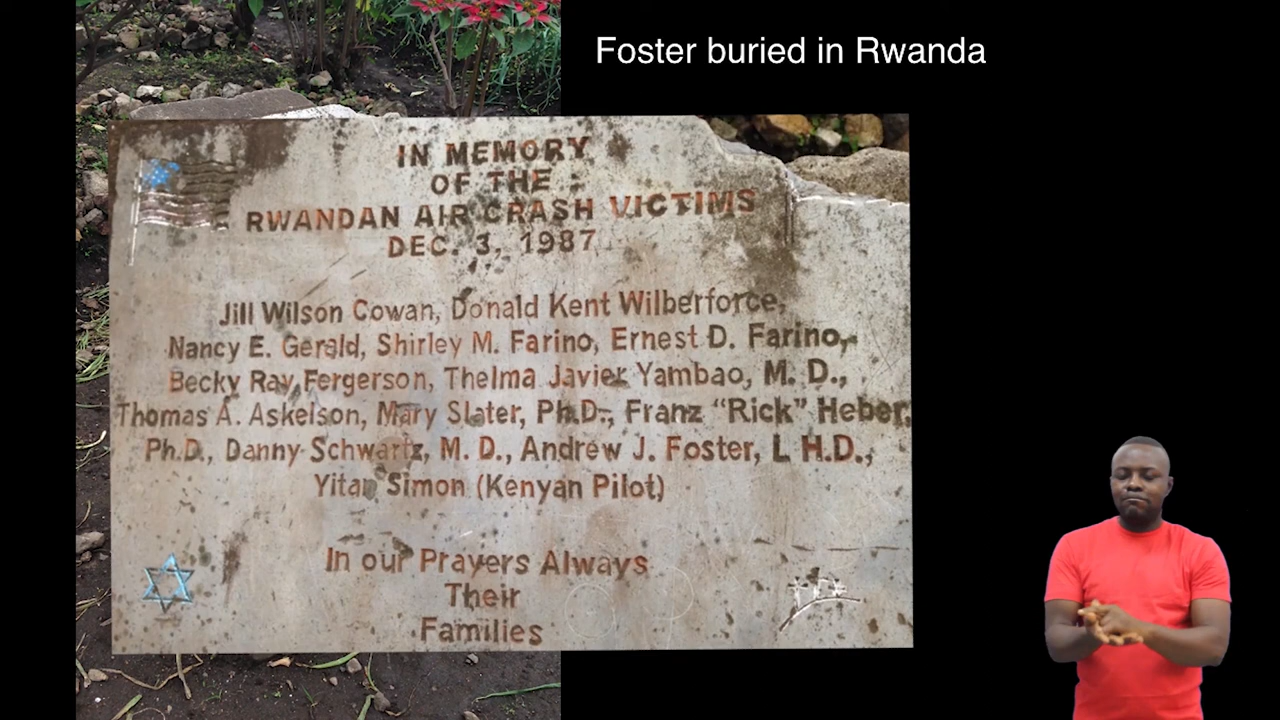 Foster buried in Rwanda
IN MEMORY
OF THE
RWANDAN AIR CRASH VICTIMS
DEC. 3, 1987
Jill Wilson Cowan, Donald Kent Wilberforce,
Nancy E. Gerald, Shirley M. Farino, Ernest D. Farino,
Becky Ray Fergerson, Thelma Javier Yambao, M. D.,
Thomas A. Askelson, Mary Slater, Ph.D., Franz “Rick” Heber,
Ph.D., Danny Schwartz, M. D., Andrew J. Foster, L H.D.,
Yitan Simon (Kenyan Pilot)
In our Prayers Always
Their
Families